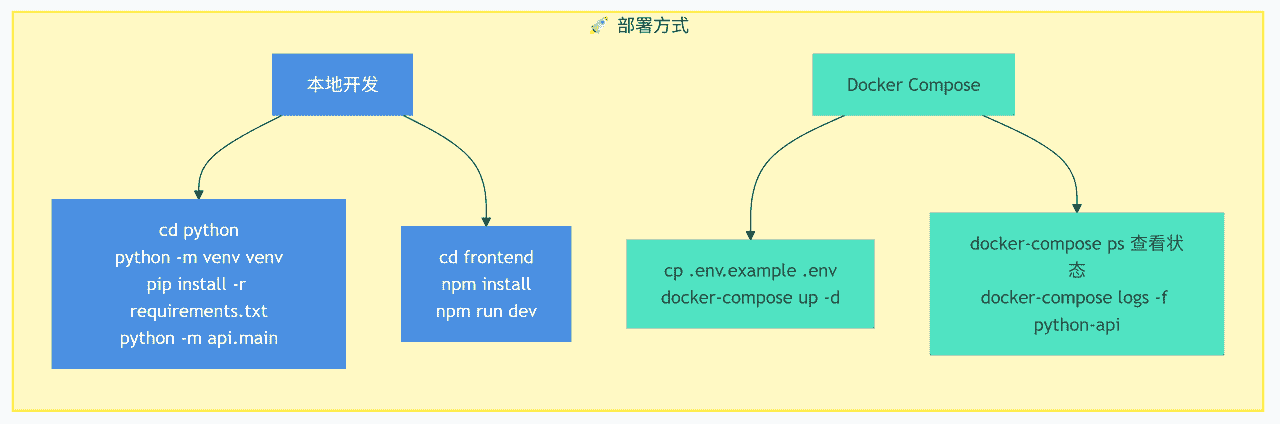 🚀 部署方式
本地开发
Docker Compose
cd python
python -m venv venv
pip install -r
requirements.txt
python -m api.main
cd frontend
npm install
npm run dev
cp .env.example .env
docker-compose up -d
docker-compose ps 查看状
态
docker-compose logs -f
python-api